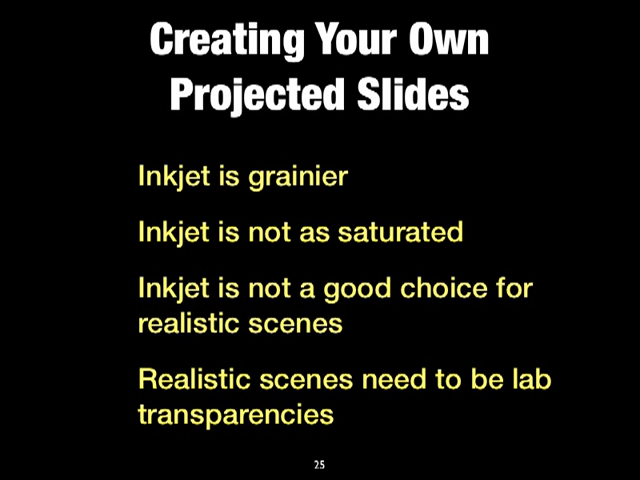 Creating Your Own
Projected Slides
Inkjet is grainier
Inkjet is not as saturated
Inkjet is not a good choice for
realistic scenes
Realistic scenes need to be lab
transparencies
25